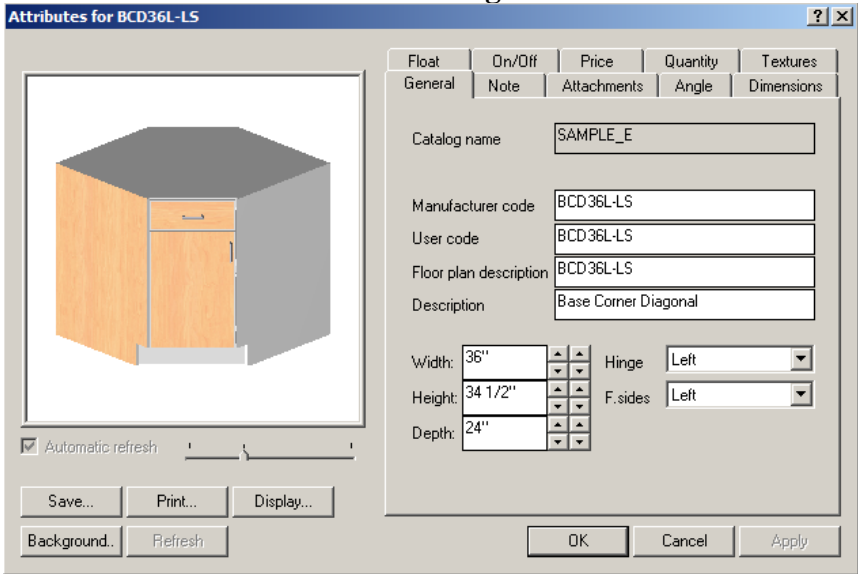 Attributes for BCD36L-LS
Float On/Off Price Quantity Textures
General Note Attachments Angle Dimensions
Catalog name SAMPLE_E
Manufacturer code BCD36L-LS
User code BCD36L-LS
Floor plan description BCD36L-LS
Description Base Corner Diagonal
Width: 36" Hinge Left
Height: 34 1/2" F.sides Left
Depth: 24"
Automatic refresh
Save... Print... Display...
Background.. Refresh OK Cancel Apply